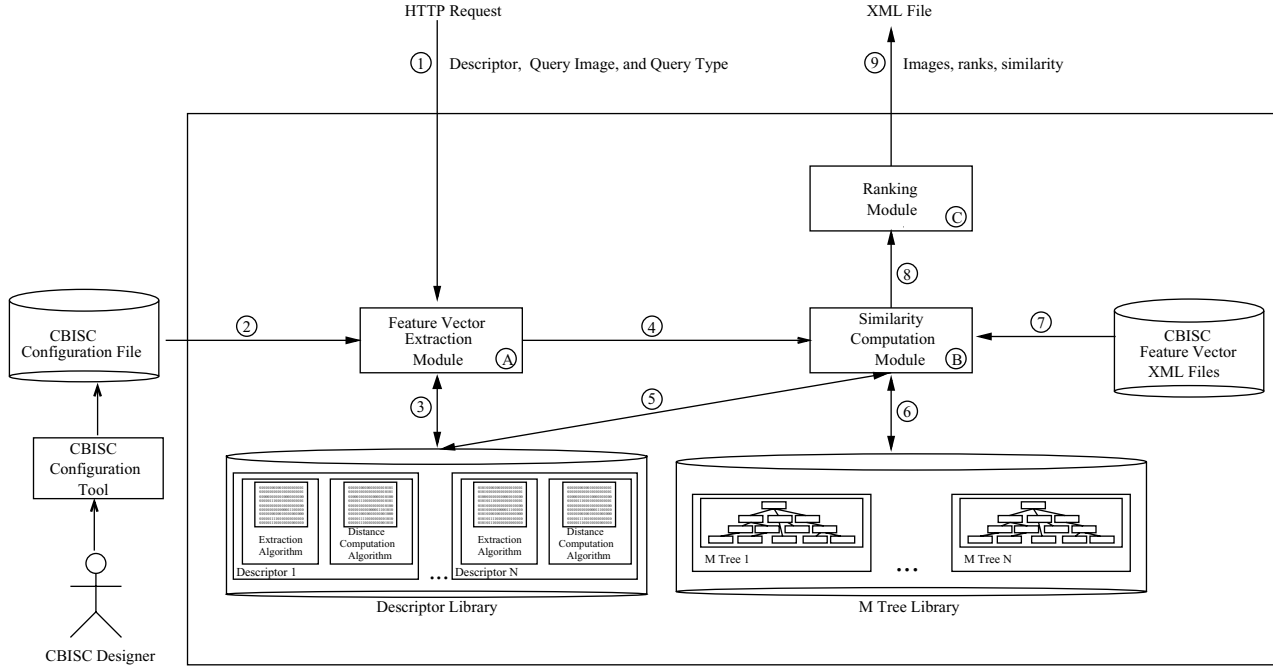 HTTP Request
XML File
1
Descriptor, Query Image, and Query Type
9
Images, ranks, similarity
Ranking
Module
C
8
CBISC
Configuration File
2
Feature Vector
Extraction
Module
A
4
Similarity
Computation
Module
B
7
CBISC
Feature Vector
XML Files
3
5
6
CBISC
Configuration
Tool
Extraction
Algorithm
Distance
Computation
Algorithm
Descriptor 1
...
Extraction
Algorithm
Distance
Computation
Algorithm
Descriptor N
Descriptor Library
M Tree 1
...
M Tree N
M Tree Library
CBISC Designer